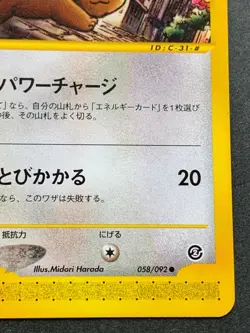 ID:C-31-#
パワーチャージ
て」なら、自分の山札から「エネルギーカード」を1枚選び
後、その山札をよく切る。
とびかかる 20
なら、このワザは失敗する。
抵抗力 にげる
Illus.Midori Harada 058/092 ●